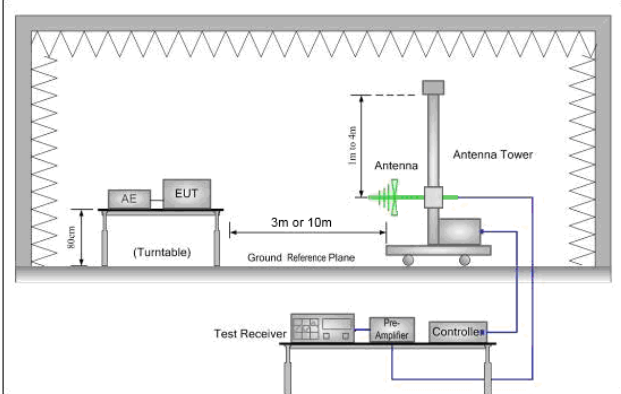 1m to 4m
Antenna
Antenna Tower
AE
EUT
3m or 10m
80cm
(Turntable)
Ground Reference Plane
Test Receiver
Pre-
Amplifier
Controller